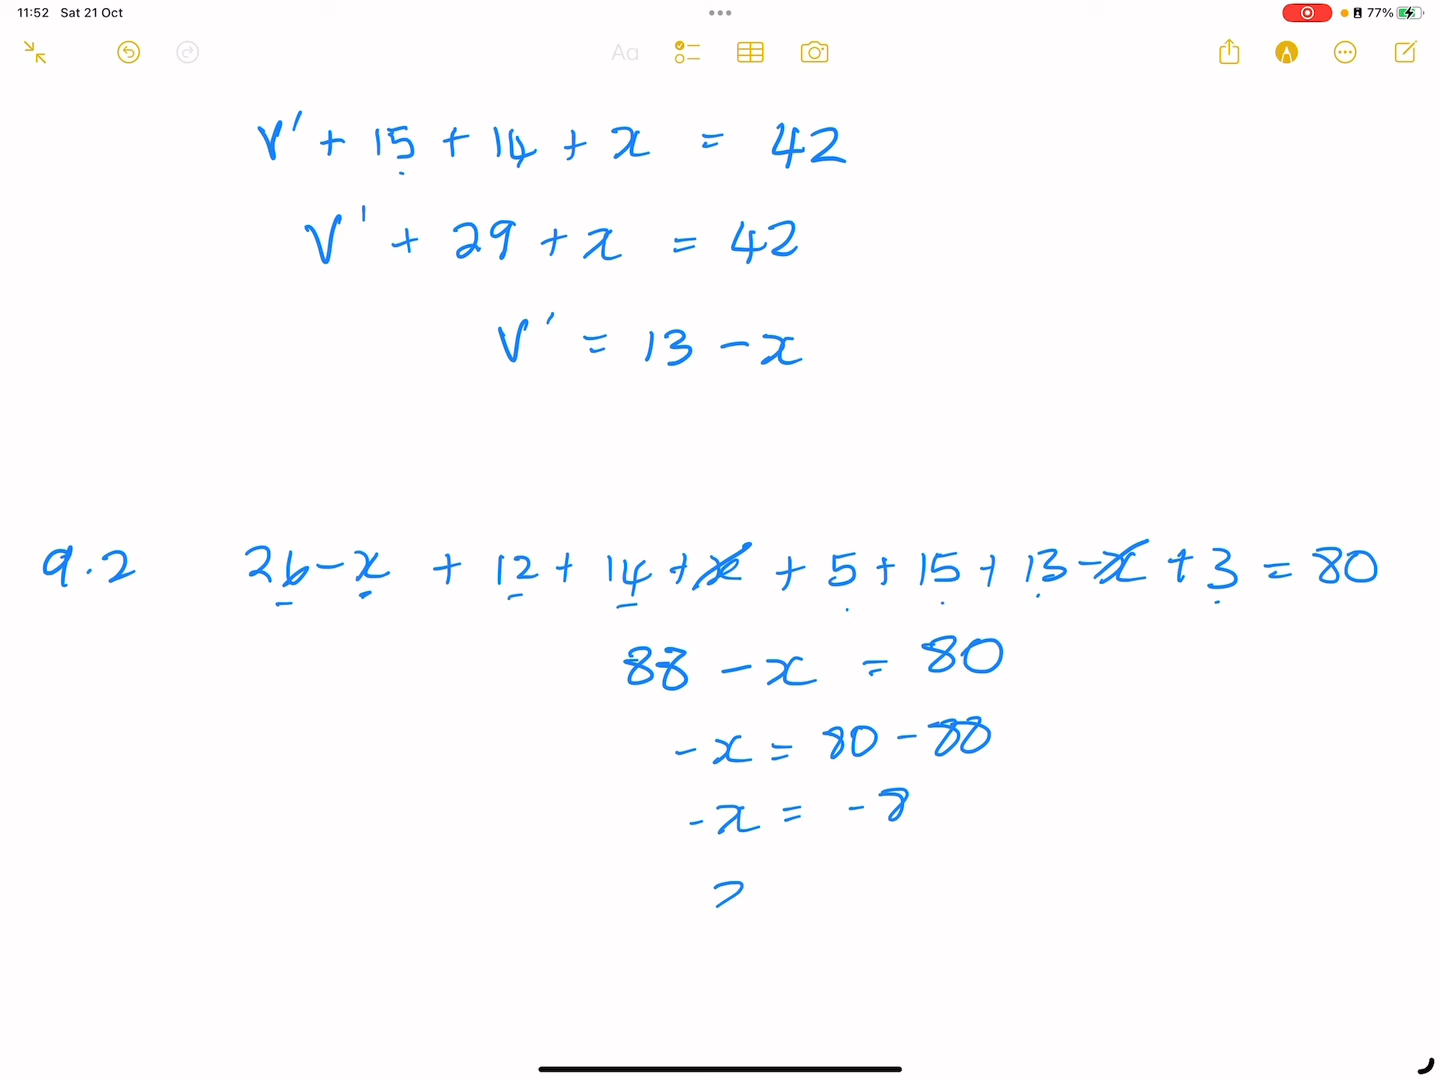 11:52 Sat 21 Oct 77%
Aa
V' + 15 + 14 + x = 42
V' + 29 + x = 42
V' = 13 - x
9.2 26 - x + 12 + 14 + x + 5 + 15 + 13 - x + 3 = 80
88 - x = 80
- x = 80 - 88
- x = - 8